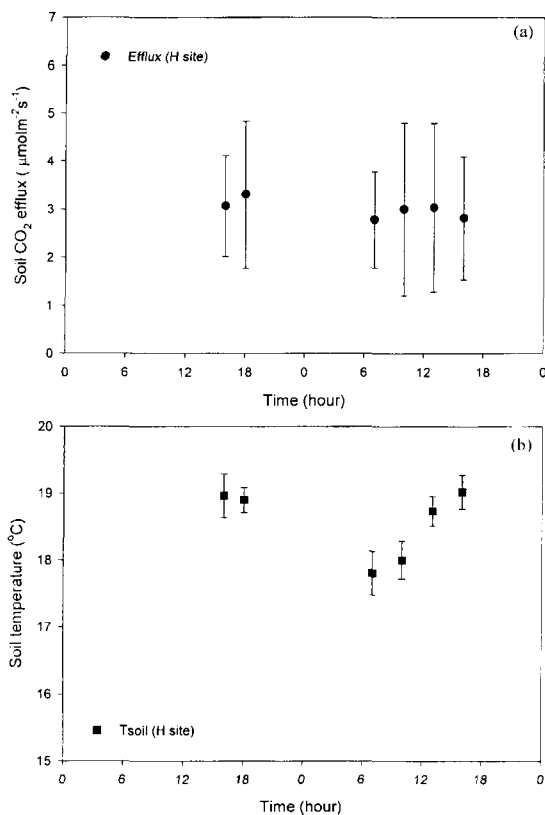 (a)
Efflux (H site)
Soil CO₂ efflux ( μmolm⁻²s⁻¹)
7
6
5
4
3
2
1
0
0 6 12 18 0 6 12 18 0
Time (hour)
(b)
Tsoil (H site)
Soil temperature (°C)
20
19
18
17
16
15
0 6 12 18 0 6 12 18 0
Time (hour)